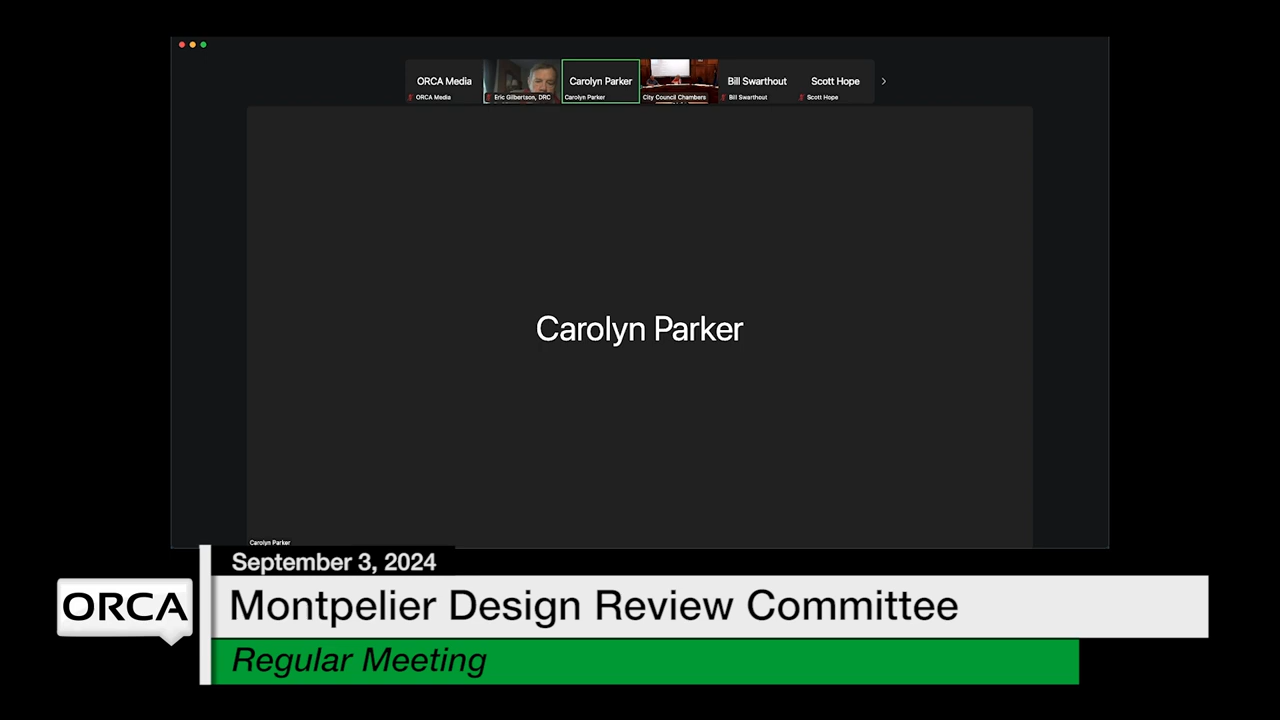 ORCA Media
Carolyn Parker
Bill Swarthout
Scott Hope
ORCA Media
Eric Gilbertson, DRC
Carolyn Parker
City Council Chambers
Bill Swarthout
Scott Hope
Carolyn Parker
Carolyn Parker
September 3, 2024
ORCA
Montpelier Design Review Committee
Regular Meeting